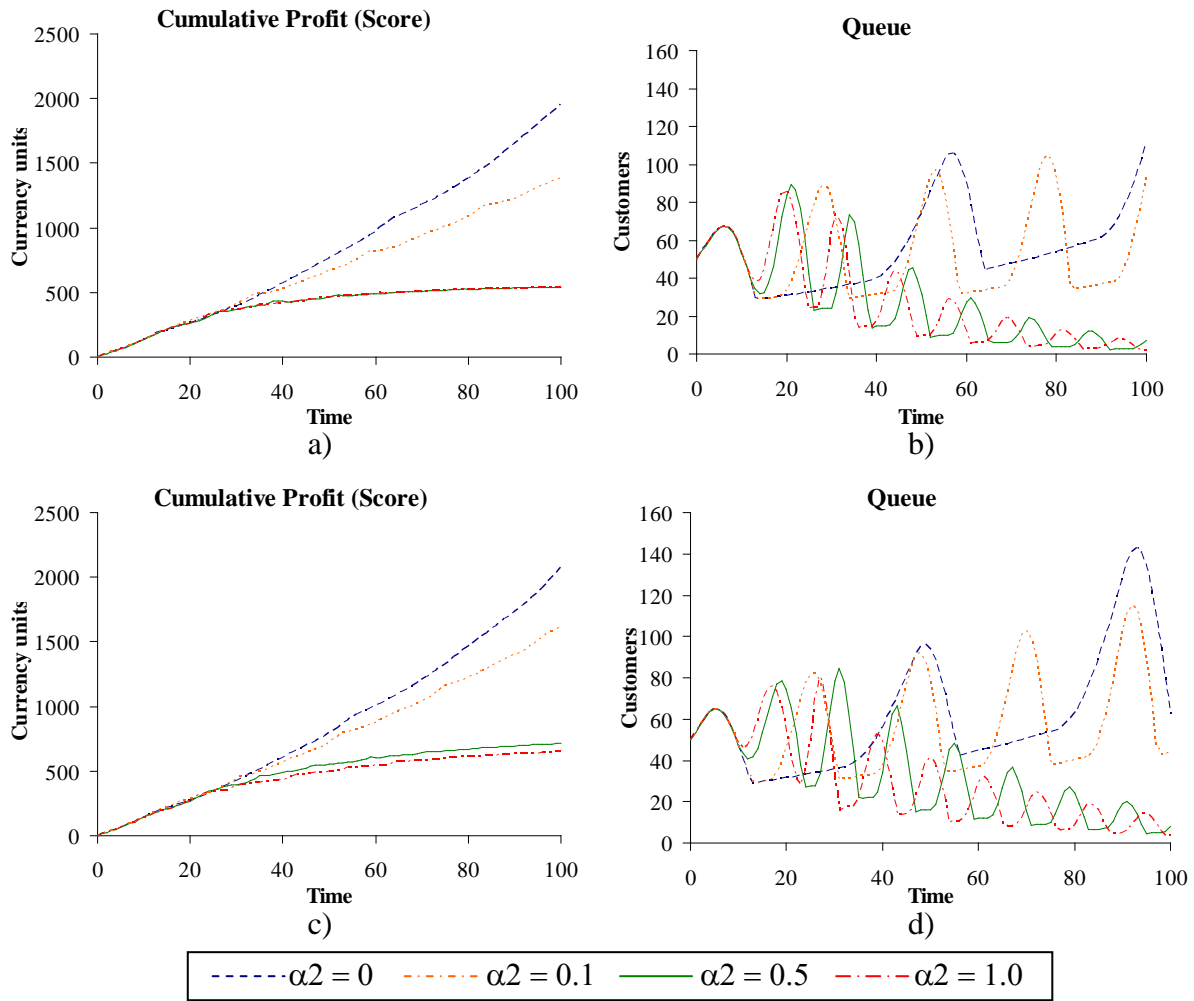 Cumulative Profit (Score)
2500
2000
1500
1000
500
0
Currency units
0 20 40 60 80 100
Time
a)
Queue
160
140
120
100
80
60
40
20
0
Customers
0 20 40 60 80 100
Time
b)
Cumulative Profit (Score)
2500
2000
1500
1000
500
0
Currency units
0 20 40 60 80 100
Time
c)
Queue
160
140
120
100
80
60
40
20
0
Customers
0 20 40 60 80 100
Time
d)
α2 = 0 α2 = 0.1 α2 = 0.5 α2 = 1.0